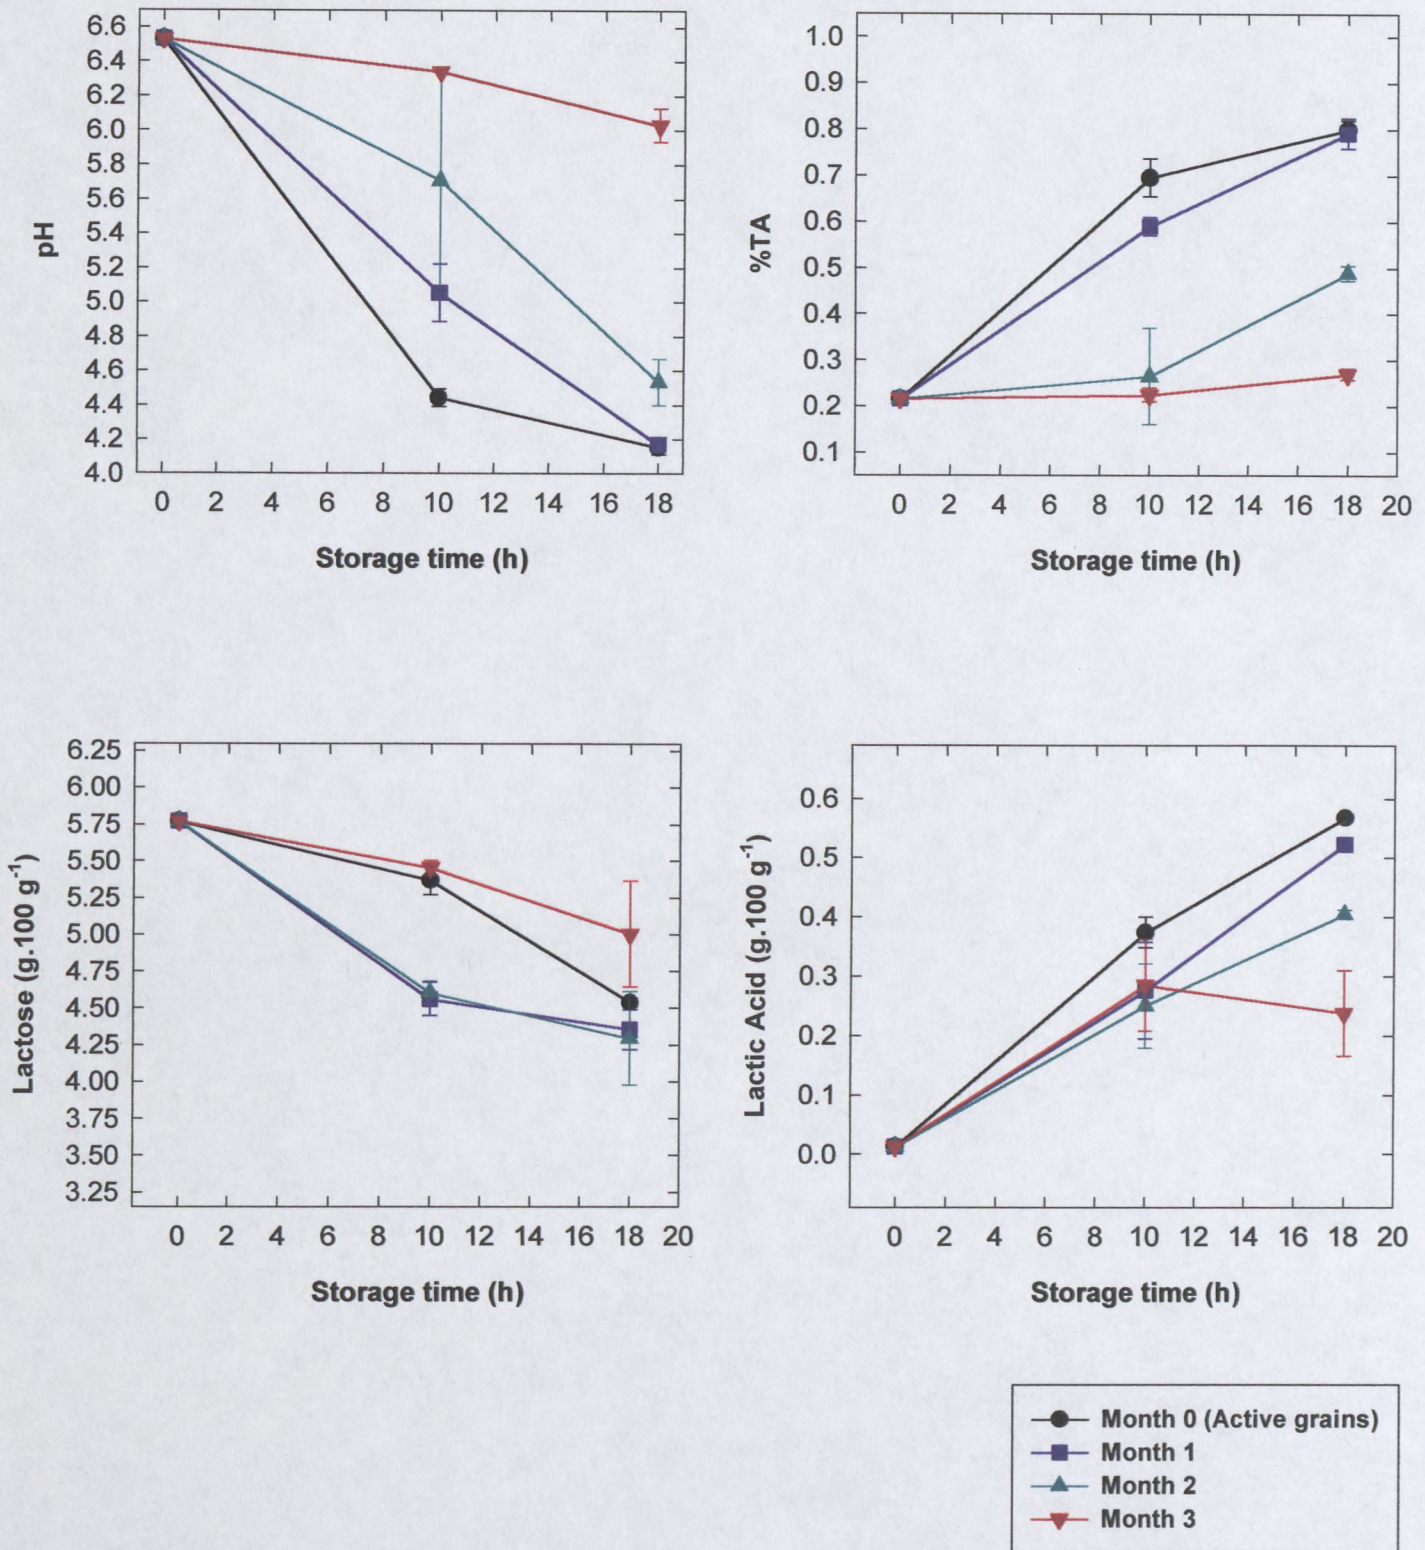 6.6
6.4
6.2
6.0
5.8
5.6
5.4
5.2
5.0
4.8
4.6
4.4
4.2
4.0
pH
0 2 4 6 8 10 12 14 16 18
Storage time (h)
1.0
0.9
0.8
0.7
0.6
0.5
0.4
0.3
0.2
0.1
%TA
0 2 4 6 8 10 12 14 16 18 20
Storage time (h)
6.25
6.00
5.75
5.50
5.25
5.00
4.75
4.50
4.25
4.00
3.75
3.50
3.25
Lactose (g.100 g⁻¹)
0 2 4 6 8 10 12 14 16 18 20
Storage time (h)
0.6
0.5
0.4
0.3
0.2
0.1
0.0
Lactic Acid (g.100 g⁻¹)
0 2 4 6 8 10 12 14 16 18 20
Storage time (h)
Month 0 (Active grains)
Month 1
Month 2
Month 3